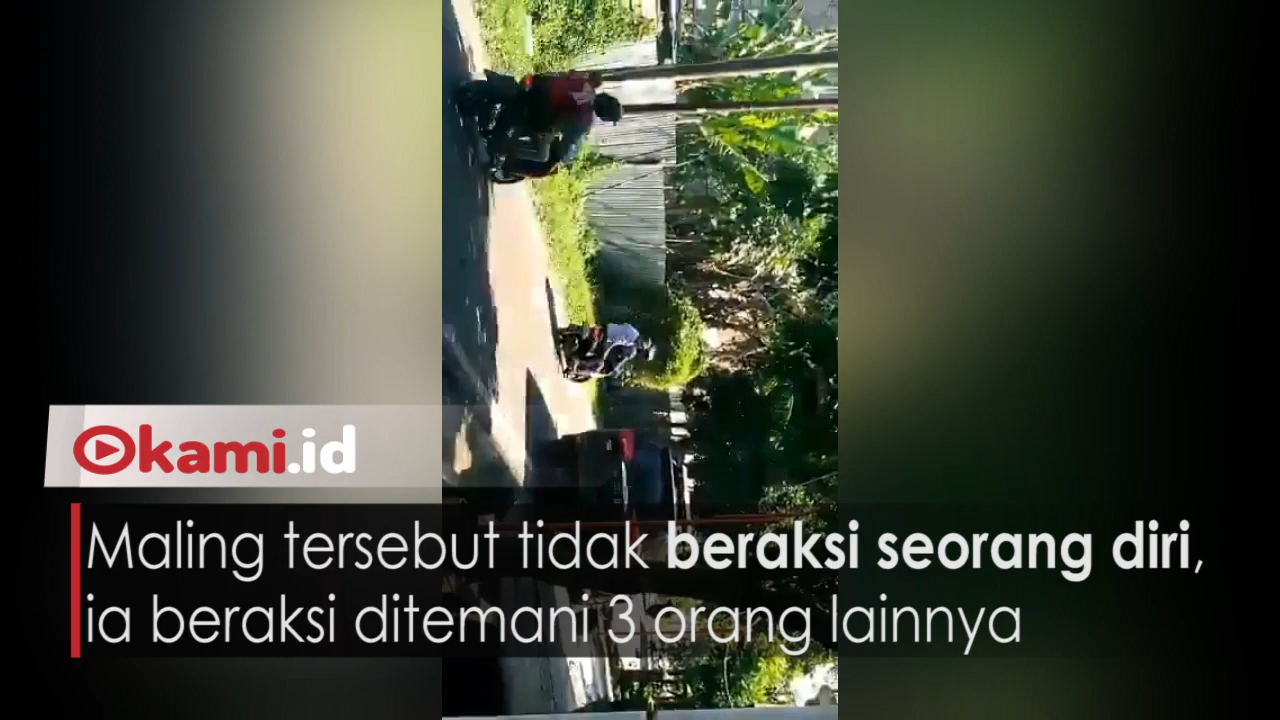 Okami.id
Maling tersebut tidak beraksi seorang diri,
ia beraksi ditemani 3 orang lainnya